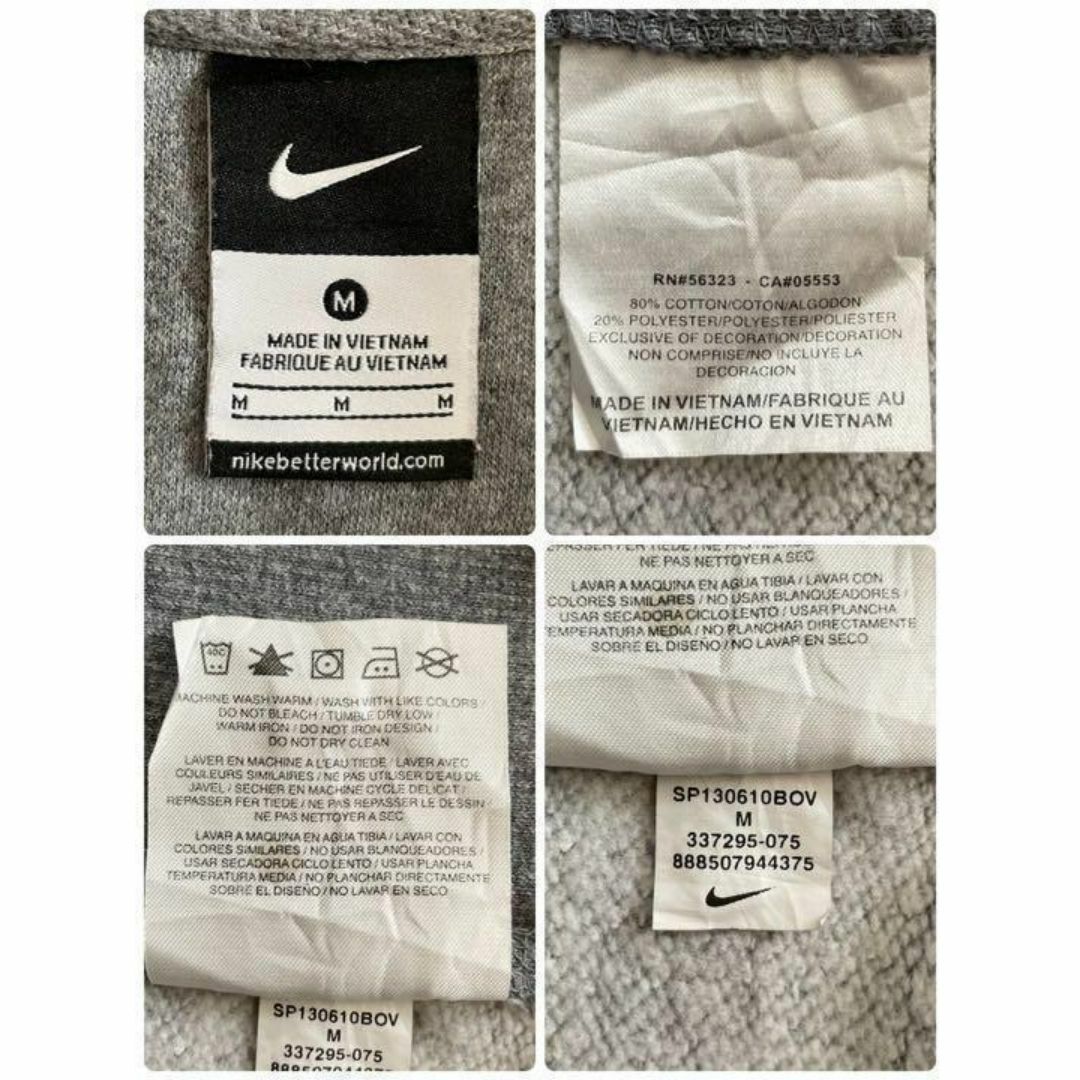 M
MADE IN VIETNAM
FABRIQUE AU VIETNAM
M M M
nikebetterworld.com
RN#56323 - CA#05553
80% COTTON/COTON/ALGODON
20% POLYESTER/POLYESTER/POLIESTER
EXCLUSIVE OF DECORATION/DECORATION
NON COMPRISE/NO INCLUYE LA
DECORACION
MADE IN VIETNAM/FABRIQUE AU
VIETNAM/HECHO EN VIETNAM
40C
MACHINE WASH WARM / WASH WITH LIKE COLORS /
DO NOT BLEACH / TUMBLE DRY LOW /
WARM IRON / DO NOT IRON DESIGN /
DO NOT DRY CLEAN
LAVER EN MACHINE A L'EAU TIEDE / LAVER AVEC
COULEURS SIMILAIRES / NE PAS UTILISER D'EAU DE
JAVEL / SECHER EN MACHINE CYCLE DELICAT /
REPASSER FER TIEDE / NE PAS REPASSER LE DESSIN /
NE PAS NETTOYER A SEC
LAVAR A MAQUINA EN AGUA TIBIA / LAVAR CON
COLORES SIMILARES / NO USAR BLANQUEADORES /
USAR SECADORA CICLO LENTO / USAR PLANCHA
TEMPERATURA MEDIA / NO PLANCHAR DIRECTAMENTE
SOBRE EL DISEÑO / NO LAVAR EN SECO
SP130610BOV
M
337295-075
NE PAS NETTOYER A SEC
LAVAR A MAQUINA EN AGUA TIBIA / LAVAR CON
COLORES SIMILARES / NO USAR BLANQUEADORES /
USAR SECADORA CICLO LENTO / USAR PLANCHA
TEMPERATURA MEDIA / NO PLANCHAR DIRECTAMENTE
SOBRE EL DISEÑO / NO LAVAR EN SECO
SP130610BOV
M
337295-075
888507944375